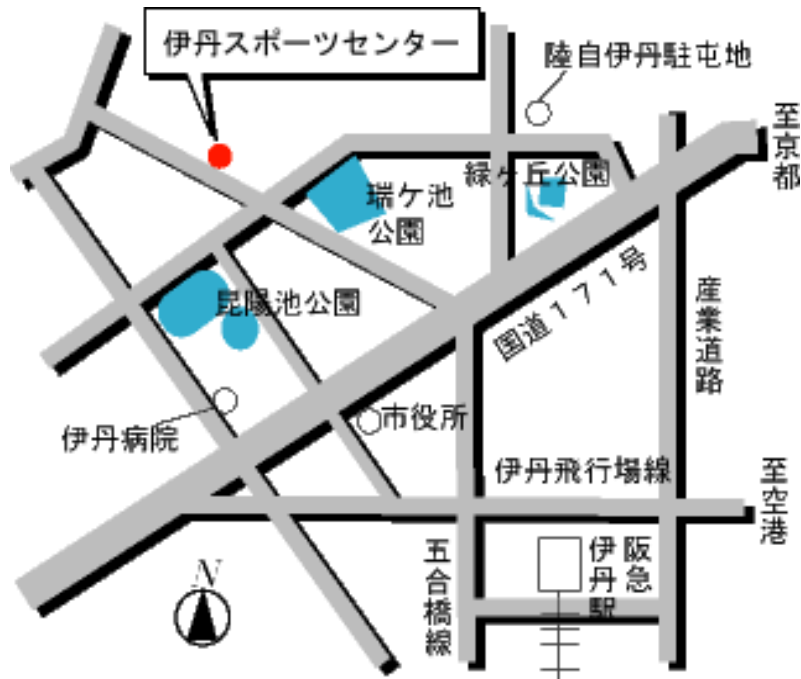 伊丹スポーツセンター
陸自伊丹駐屯地
至京都
緑ヶ丘公園
瑞ケ池
公園
昆陽池公園
国道１７１号
産業道路
伊丹病院
市役所
伊丹飛行場線
至空港
五合橋線
阪急
伊丹駅
N